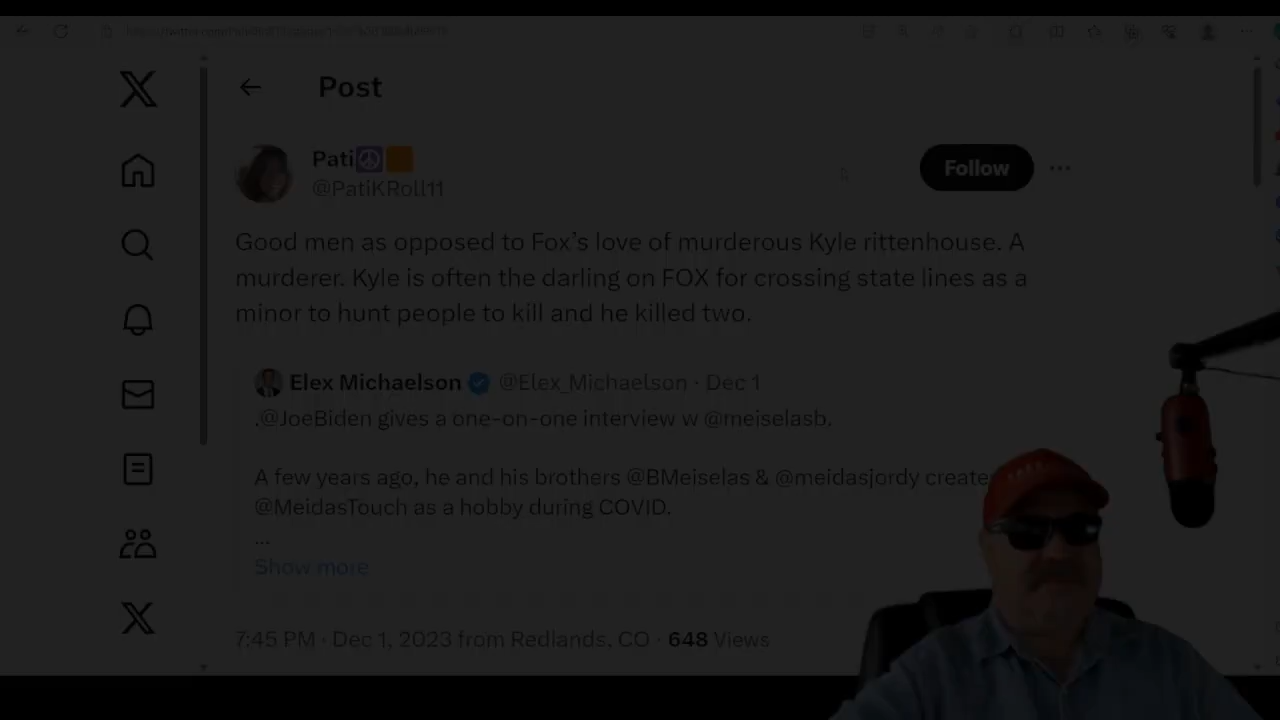 Post
Pati
@PatiKRoll11
Follow
Good men as opposed to Fox’s love of murderous Kyle rittenhouse. A
murderer. Kyle is often the darling on FOX for crossing state lines as a
minor to hunt people to kill and he killed two.
Elex Michaelson @Elex_Michaelson · Dec 1
.@JoeBiden gives a one-on-one interview w @meiselasb.
A few years ago, he and his brothers @BMeiselas & @meidasjordy create
@MeidasTouch as a hobby during COVID.
...
Show more
7:45 PM · Dec 1, 2023 from Redlands, CO · 648 Views